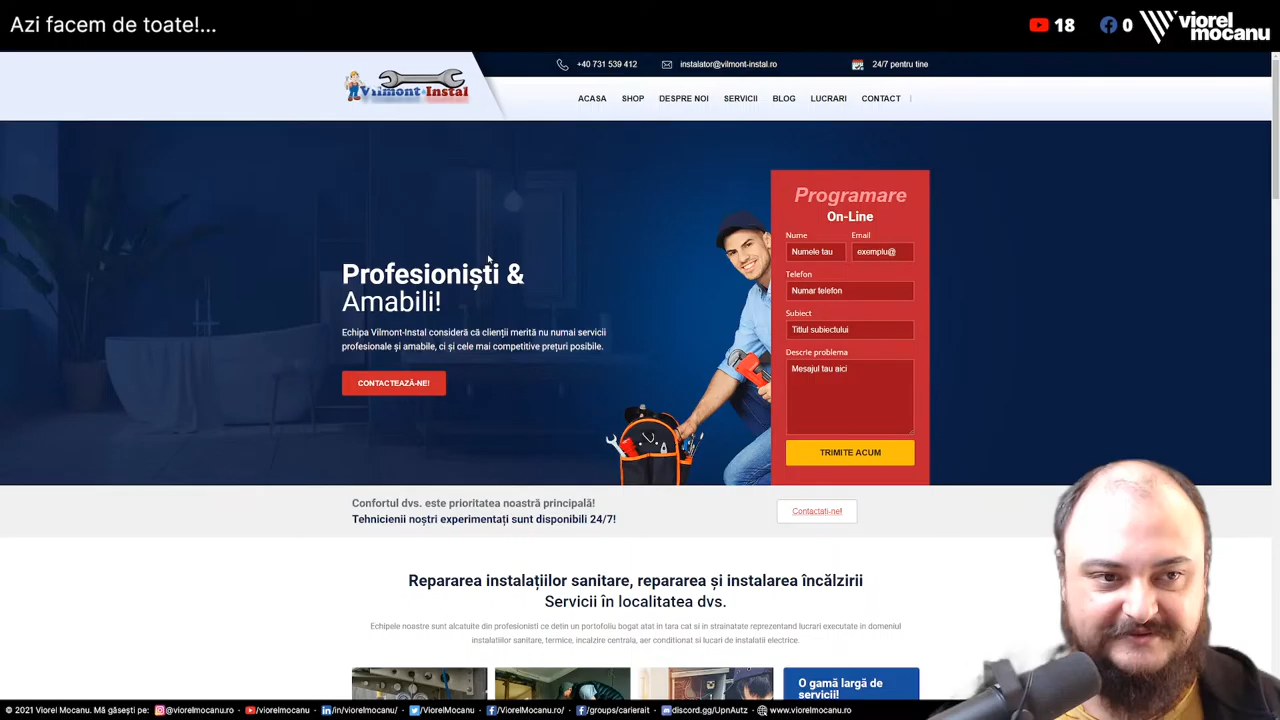 Azi facem de toate!...
18
0
viorel
mocanu
+40 731 539 412
instalator@vilmont-instal.ro
24/7 pentru tine
Vilmont-Instal
ACASA
SHOP
DESPRE NOI
SERVICII
BLOG
LUCRARI
CONTACT
Profesioniști &
Amabili!
Echipa Vilmont-Instal consideră că clienții merită nu numai servicii
profesionale și amabile, ci și cele mai competitive prețuri posibile.
CONTACTEAZĂ-NE!
Programare
On-Line
Nume
Email
Numele tau
exemplu@
Telefon
Numar telefon
Subiect
Titlul subiectului
Descrie problema
Mesajul tau aici
TRIMITE ACUM
Confortul dvs. este prioritatea noastră principală!
Tehnicienii noștri experimentați sunt disponibili 24/7!
Contactati-ne!
Repararea instalațiilor sanitare, repararea și instalarea încălzirii
Servicii în localitatea dvs.
Echipele noastre sunt alcatuite din profesionisti ce detin un portofoliu bogat atat in tara cat si in strainatate reprezentand lucrari executate in domeniul
instalatiilor sanitare, termice, incalzire centrala, aer conditionat si lucari de instalatii electrice.
O gamă largă de
servicii!
© 2021 Viorel Mocanu. Mă găsești pe: @viorelmocanu.ro · /viorelmocanu · /in/viorelmocanu/ · /ViorelMocanu · /ViorelMocanu.ro/ · /groups/carierait · discord.gg/UpnAutz · www.viorelmocanu.ro